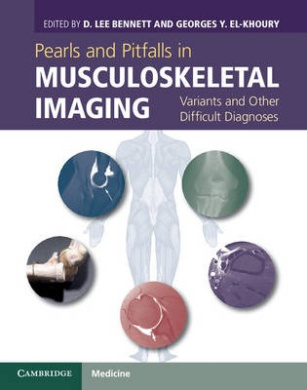 EDITED BY D. LEE BENNETT AND GEORGES Y. EL-KHOURY
Pearls and Pitfalls in
MUSCULOSKELETAL
IMAGING
Variants and Other
Difficult Diagnoses
CAMBRIDGE
Medicine